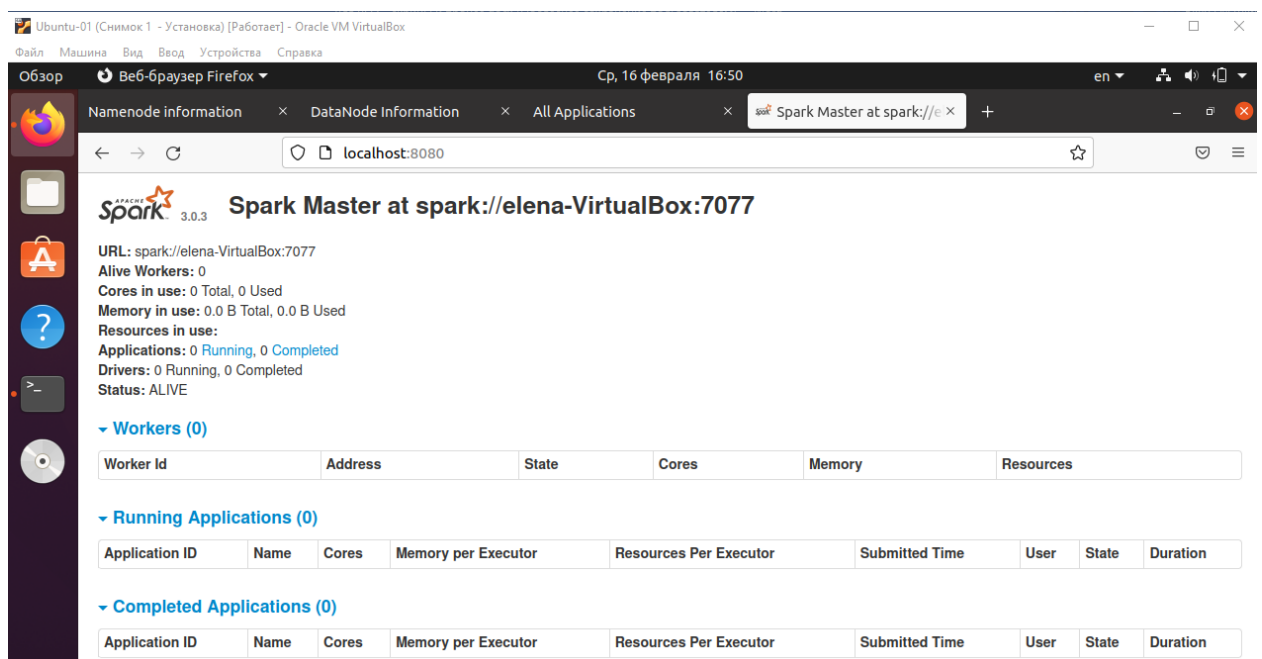 Ubuntu-01 (Снимок 1 - Установка) [Работает] - Oracle VM VirtualBox
Файл Машина Вид Ввод Устройства Справка
Обзор Веб-браузер Firefox Ср, 16 февраля 16:50 en
Namenode information DataNode Information All Applications Spark Master at spark://e
localhost:8080
APACHE Spark 3.0.3 Spark Master at spark://elena-VirtualBox:7077
URL: spark://elena-VirtualBox:7077
Alive Workers: 0
Cores in use: 0 Total, 0 Used
Memory in use: 0.0 B Total, 0.0 B Used
Resources in use:
Applications: 0 Running, 0 Completed
Drivers: 0 Running, 0 Completed
Status: ALIVE
Workers (0)
Worker Id Address State Cores Memory Resources
Running Applications (0)
Application ID Name Cores Memory per Executor Resources Per Executor Submitted Time User State Duration
Completed Applications (0)
Application ID Name Cores Memory per Executor Resources Per Executor Submitted Time User State Duration